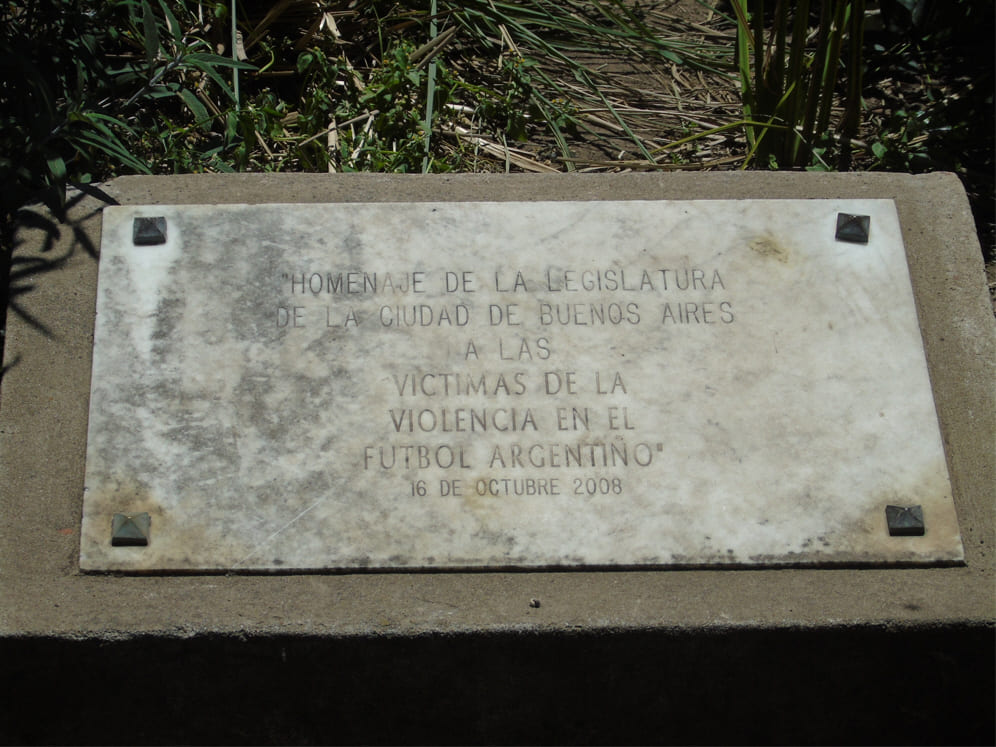 "HOMENAJE DE LA LEGISLATURA
DE LA CIUDAD DE BUENOS AIRES
A LAS
VICTIMAS DE LA
VIOLENCIA EN EL
FUTBOL ARGENTIÑO"
16 DE OCTUBRE 2008